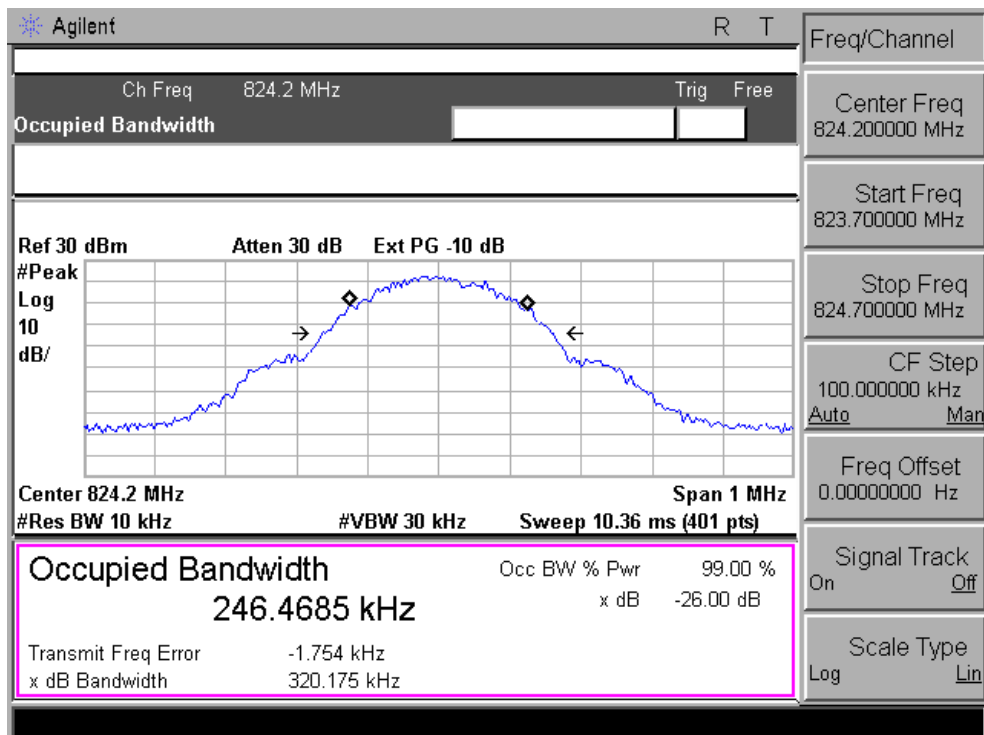 Agilent R T
Ch Freq 824.2 MHz Trig Free
Occupied Bandwidth
Ref 30 dBm Atten 30 dB Ext PG -10 dB
#Peak
Log
10
dB/
Center 824.2 MHz Span 1 MHz
#Res BW 10 kHz #VBW 30 kHz Sweep 10.36 ms (401 pts)
Occupied Bandwidth Occ BW % Pwr 99.00 %
246.4685 kHz x dB -26.00 dB
Transmit Freq Error -1.754 kHz
x dB Bandwidth 320.175 kHz
Freq/Channel
Center Freq
824.200000 MHz
Start Freq
823.700000 MHz
Stop Freq
824.700000 MHz
CF Step
100.000000 kHz
Auto Man
Freq Offset
0.00000000 Hz
Signal Track
On Off
Scale Type
Log Lin